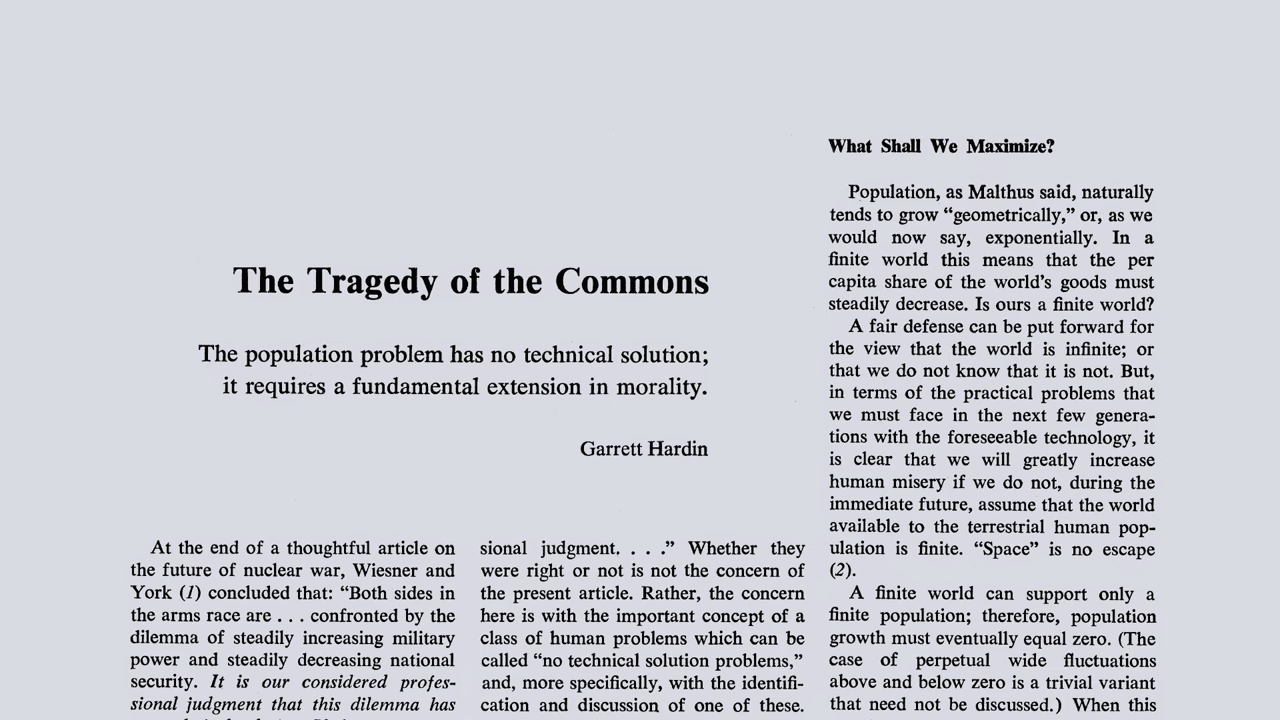 The Tragedy of the Commons
The population problem has no technical solution;
it requires a fundamental extension in morality.
Garrett Hardin
At the end of a thoughtful article on
the future of nuclear war, Wiesner and
York (1) concluded that: “Both sides in
the arms race are . . . confronted by the
dilemma of steadily increasing military
power and steadily decreasing national
security. It is our considered profes-
sional judgment that this dilemma has
sional judgment. . . .” Whether they
were right or not is not the concern of
the present article. Rather, the concern
here is with the important concept of a
class of human problems which can be
called “no technical solution problems,”
and, more specifically, with the identifi-
cation and discussion of one of these.
What Shall We Maximize?
Population, as Malthus said, naturally
tends to grow “geometrically,” or, as we
would now say, exponentially. In a
finite world this means that the per
capita share of the world’s goods must
steadily decrease. Is ours a finite world?
A fair defense can be put forward for
the view that the world is infinite; or
that we do not know that it is not. But,
in terms of the practical problems that
we must face in the next few genera-
tions with the foreseeable technology, it
is clear that we will greatly increase
human misery if we do not, during the
immediate future, assume that the world
available to the terrestrial human pop-
ulation is finite. “Space” is no escape
(2).
A finite world can support only a
finite population; therefore, population
growth must eventually equal zero. (The
case of perpetual wide fluctuations
above and below zero is a trivial variant
that need not be discussed.) When this